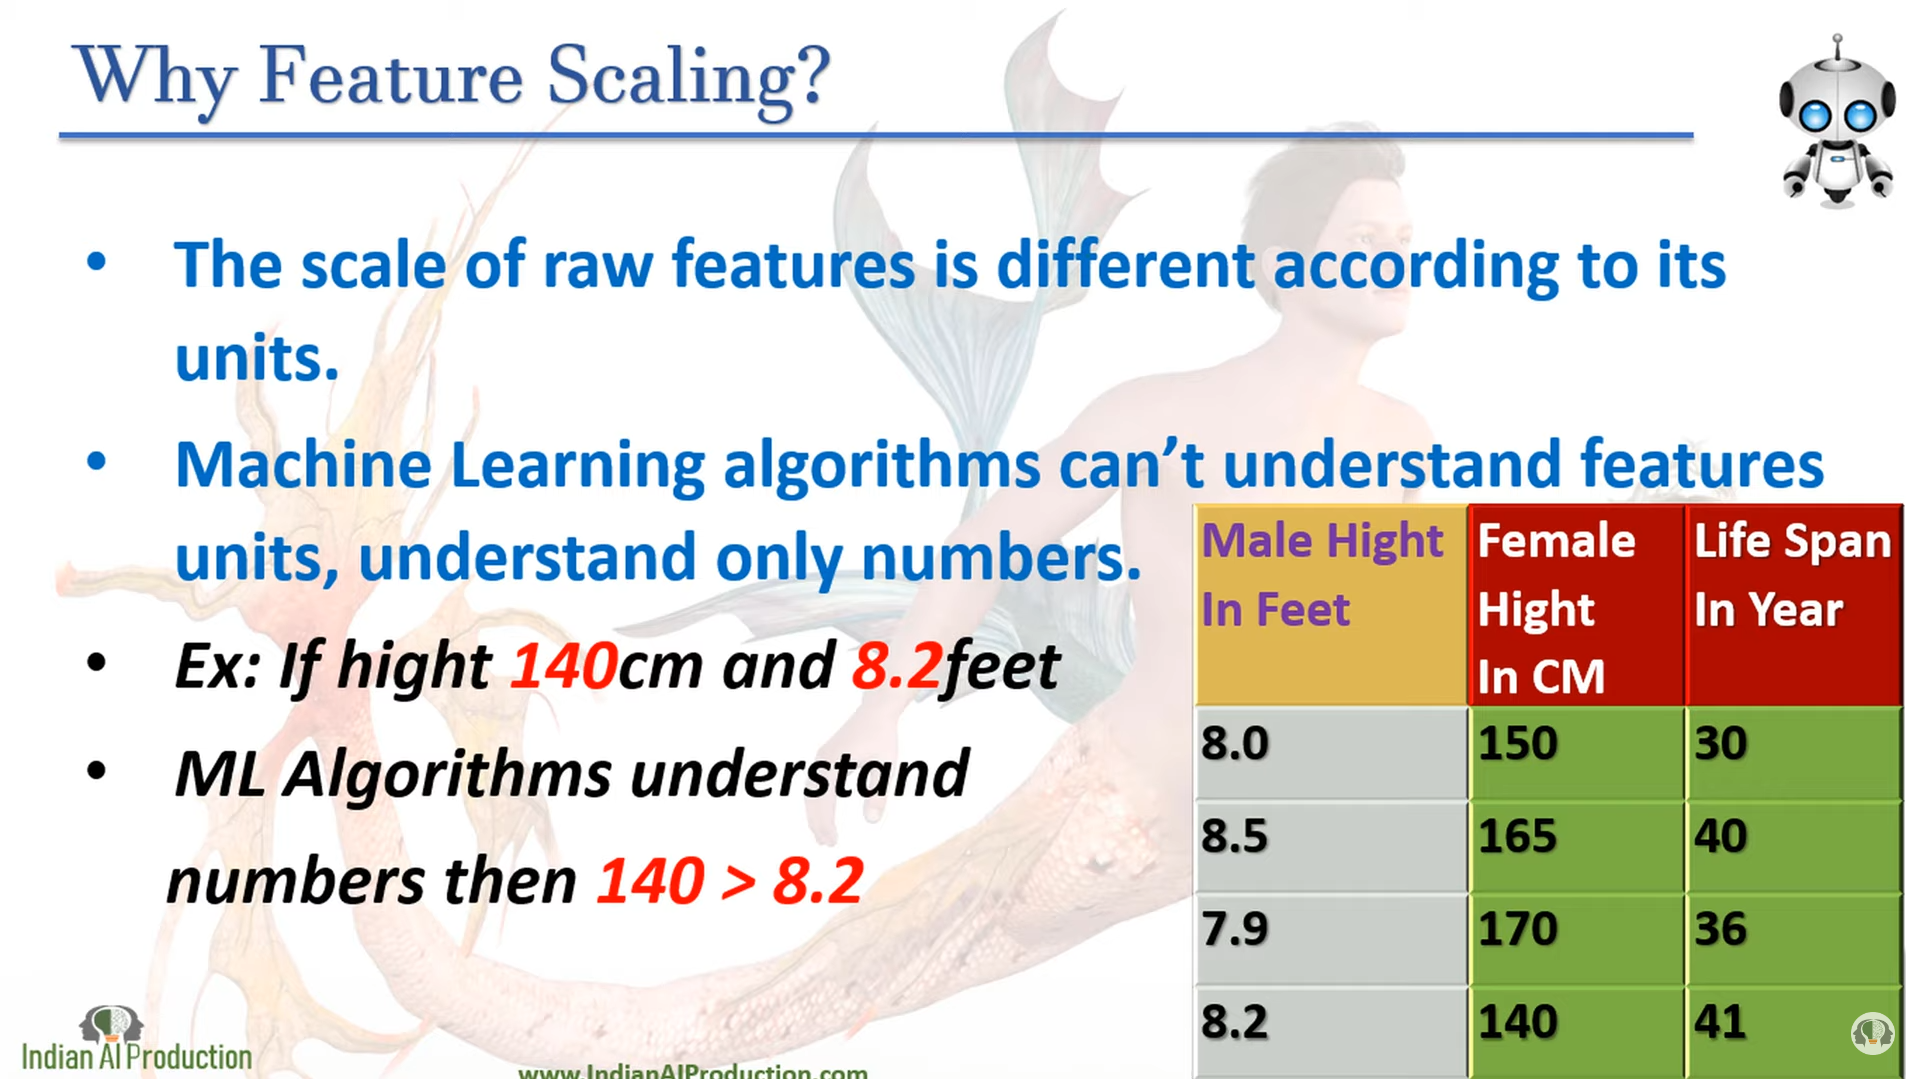 Why Feature Scaling?
• The scale of raw features is different according to its
units.
• Machine Learning algorithms can’t understand features
units, understand only numbers.
• Ex: If hight 140cm and 8.2feet
• ML Algorithms understand
numbers then 140 > 8.2
Male Hight
In Feet
Female
Hight
In CM
Life Span
In Year
8.0 150 30
8.5 165 40
7.9 170 36
8.2 140 41
Indian AI Production
www.IndianAIProduction.com